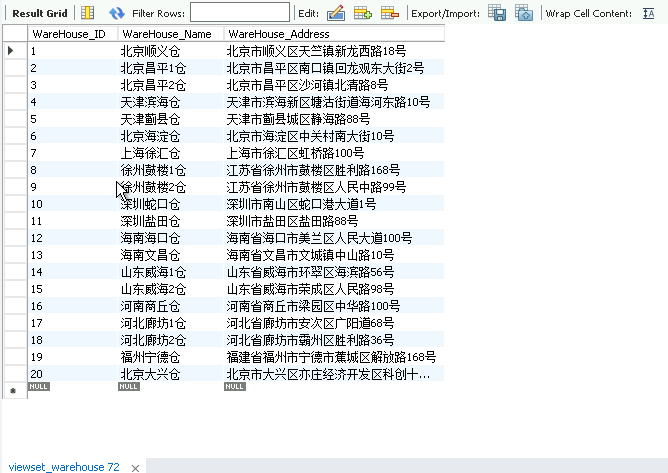 Result Grid Filter Rows: Edit: Export/Import: Wrap Cell Content:
WareHouse_ID WareHouse_Name WareHouse_Address
1 北京顺义仓 北京市顺义区天竺镇新龙西路18号
2 北京昌平1仓 北京市昌平区南口镇回龙观东大街2号
3 北京昌平2仓 北京市昌平区沙河镇北清路8号
4 天津滨海仓 天津市滨海新区塘沽街道海河东路10号
5 天津蓟县仓 天津市蓟县城区静海路88号
6 北京海淀仓 北京市海淀区中关村南大街10号
7 上海徐汇仓 上海市徐汇区虹桥路100号
8 徐州鼓楼1仓 江苏省徐州市鼓楼区胜利路168号
9 徐州鼓楼2仓 江苏省徐州市鼓楼区人民中路99号
10 深圳蛇口仓 深圳市南山区蛇口港大道1号
11 深圳盐田仓 深圳市盐田区盐田路88号
12 海南海口仓 海南省海口市美兰区人民大道100号
13 海南文昌仓 海南省文昌市文城镇中山路10号
14 山东威海1仓 山东省威海市环翠区海滨路56号
15 山东威海2仓 山东省威海市荣成区人民路98号
16 河南商丘仓 河南省商丘市梁园区中华路100号
17 河北廊坊1仓 河北省廊坊市安次区广阳道68号
18 河北廊坊2仓 河北省廊坊市霸州区胜利路36号
19 福州宁德仓 福建省福州市宁德市蕉城区解放路168号
20 北京大兴仓 北京市大兴区亦庄经济开发区科创十...
NULL NULL NULL
viewset_warehouse 72